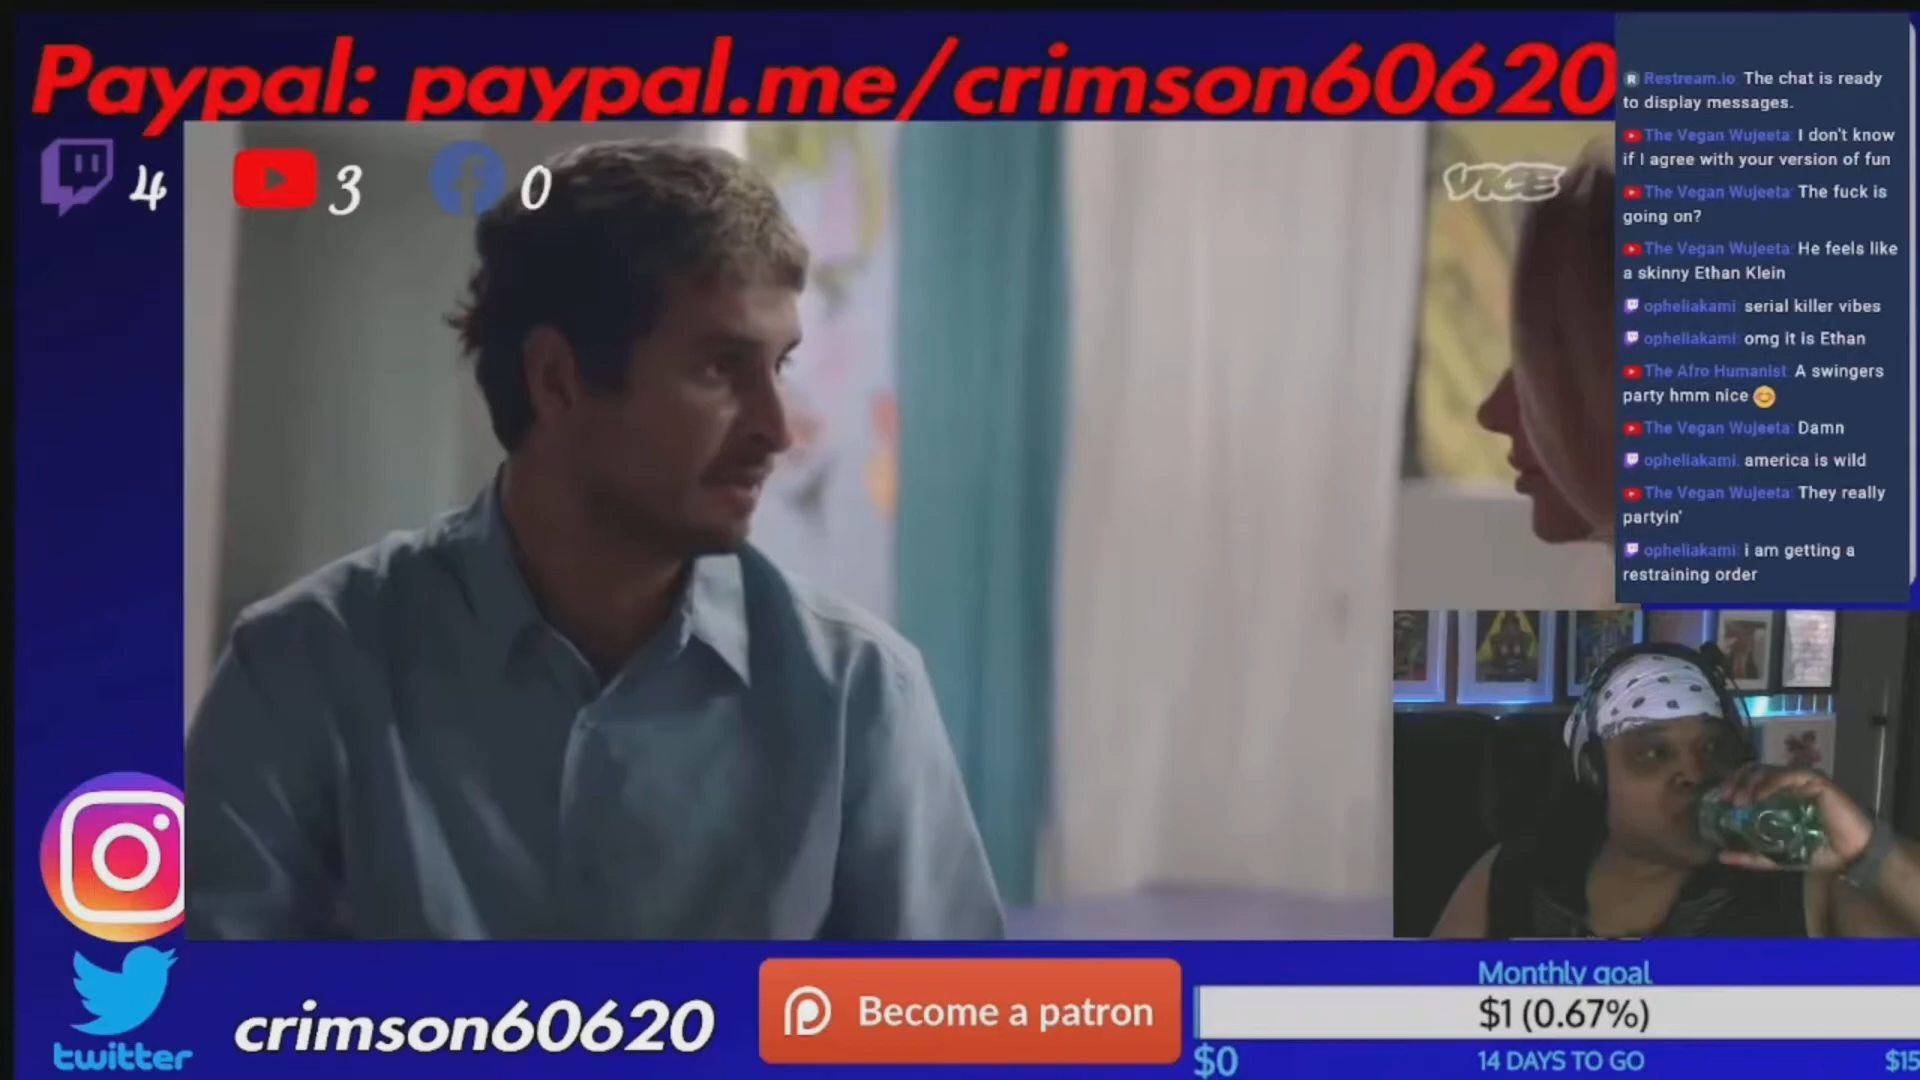 Paypal: paypal.me/crimson60620
4
3
0
VICE
Restream.io The chat is ready
to display messages.
The Vegan Wujeeta: I don't know
if I agree with your version of fun
The Vegan Wujeeta: The fuck is
going on?
The Vegan Wujeeta: He feels like
a skinny Ethan Klein
opheliakami: serial killer vibes
opheliakami: omg it is Ethan
The Afro Humanist: A swingers
party hmm nice 😊
The Vegan Wujeeta: Damn
opheliakami: america is wild
The Vegan Wujeeta: They really
partyin'
opheliakami: i am getting a
restraining order
twitter
crimson60620
Become a patron
Monthly goal
$1 (0.67%)
$0
14 DAYS TO GO
$15